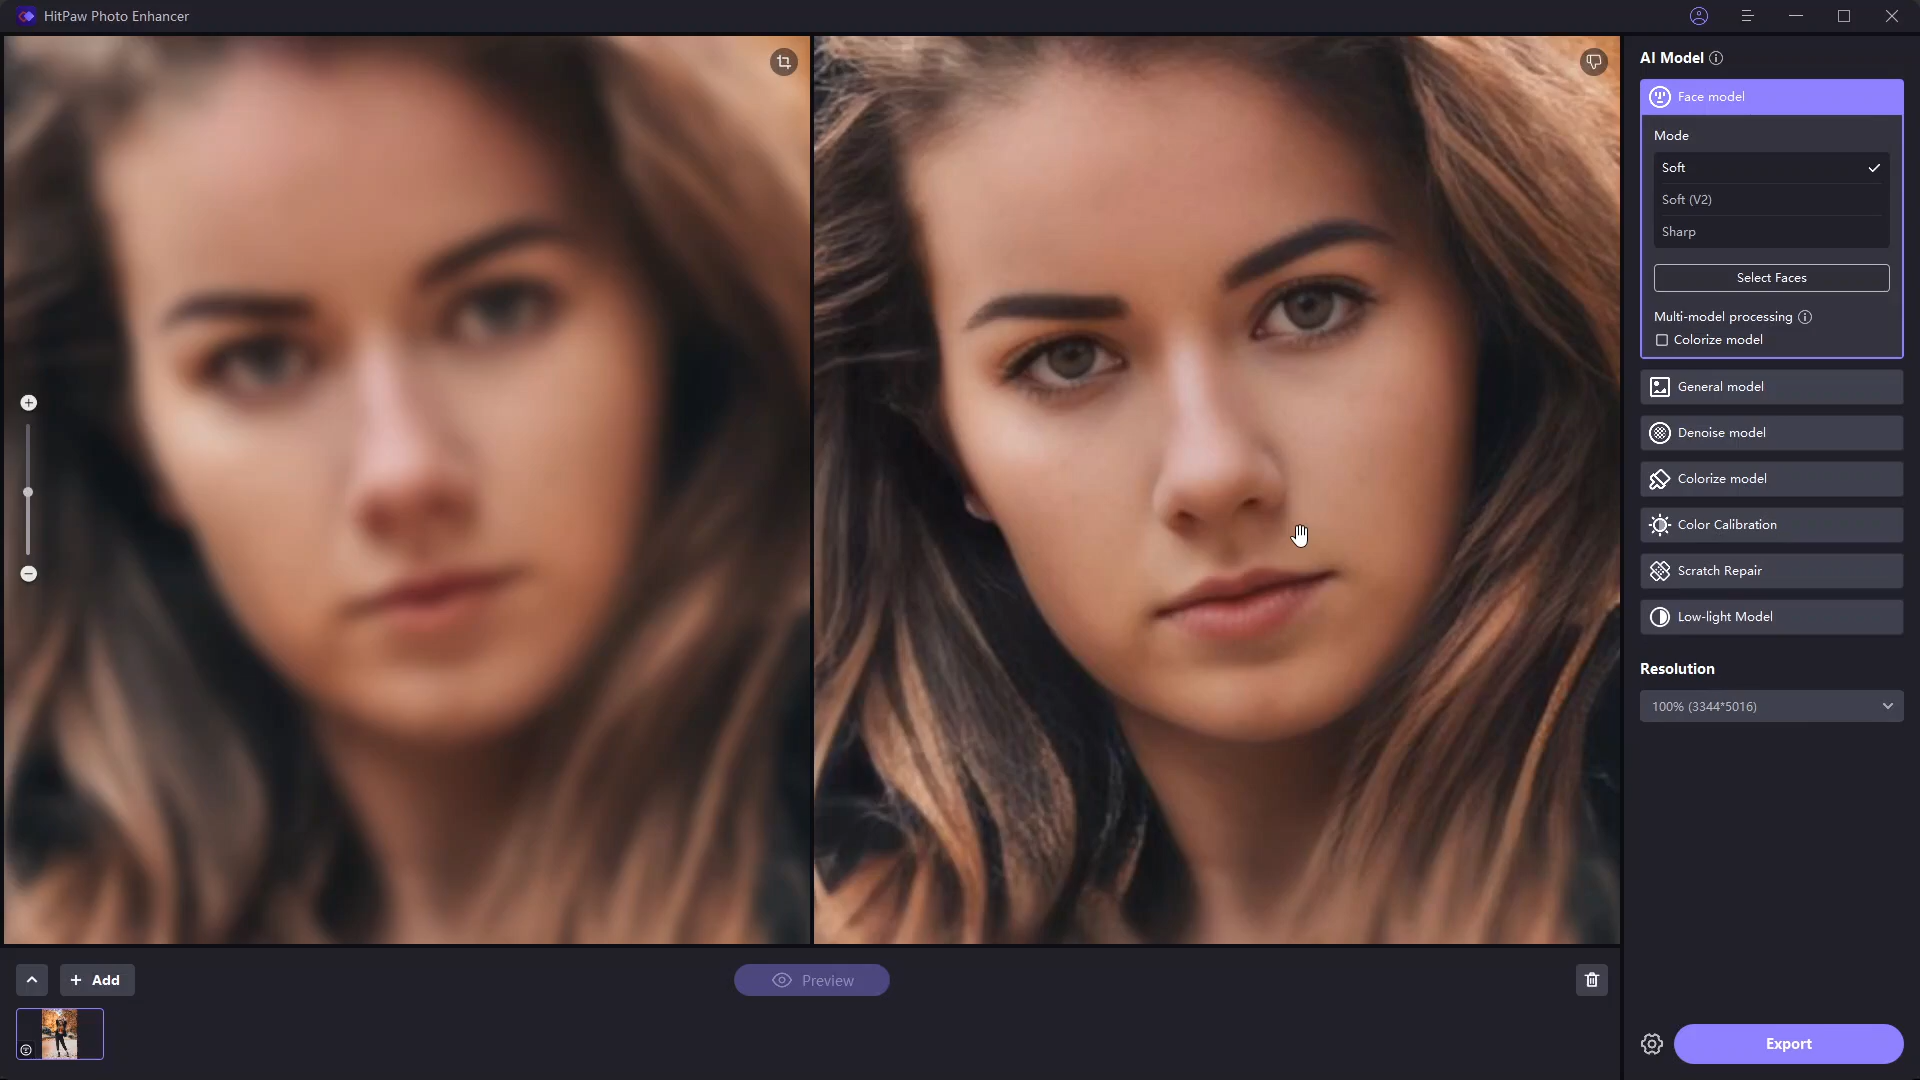 HitPaw Photo Enhancer
AI Model
Face model
Mode
Soft
Soft (V2)
Sharp
Select Faces
Multi-model processing
Colorize model
General model
Denoise model
Colorize model
Color Calibration
Scratch Repair
Low-light Model
Resolution
100% (3344*5016)
Add
Preview
Export